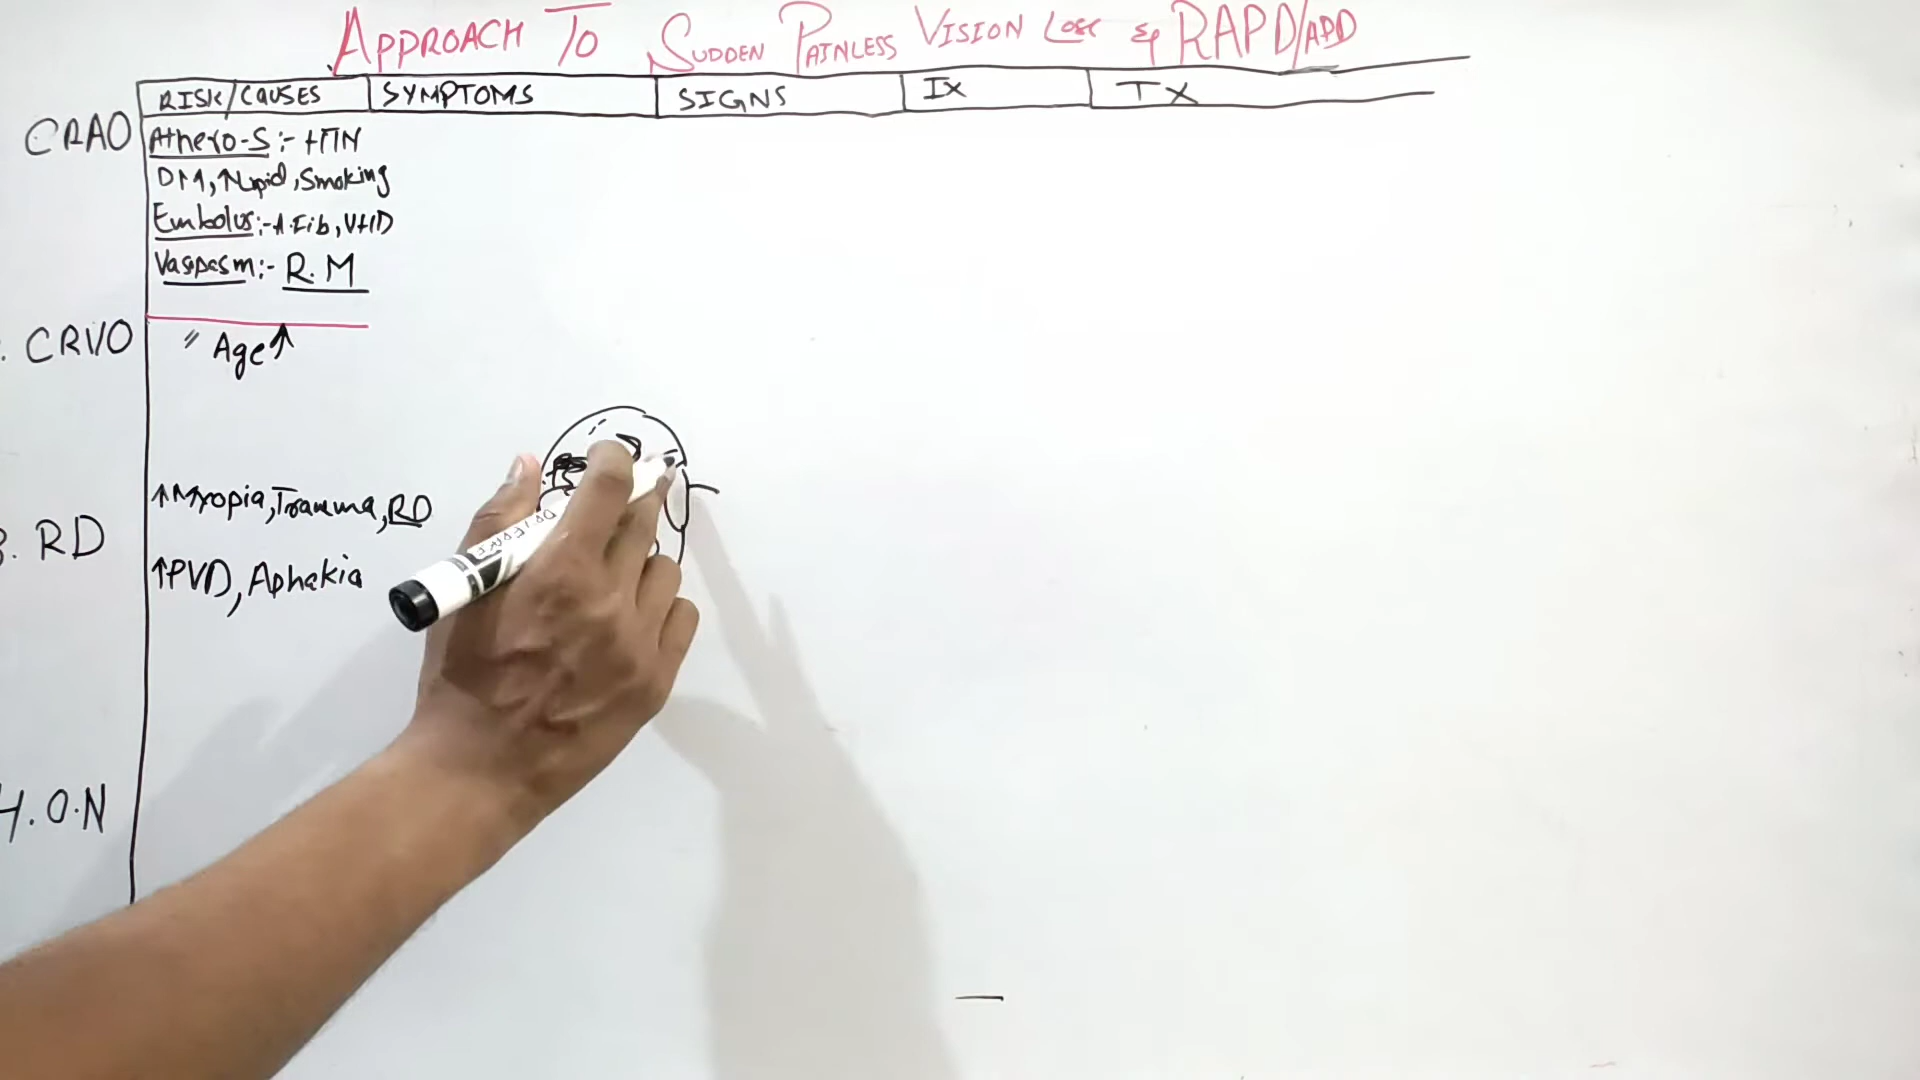 APPROACH TO SUDDEN PAINLESS VISION LOSS & RAPD/APD
RISK/CAUSES SYMPTOMS SIGNS Ix Tx
CRAO Athero-S:- HTN
DM, ↑Lipid, Smoking
Embolus:- A.Fib, VHD
Vasospasm:- R.M
. CRVO " Age↑
↑Myopia, Trauma, RD
3. RD
↑PVD, Aphakia
4. O.N